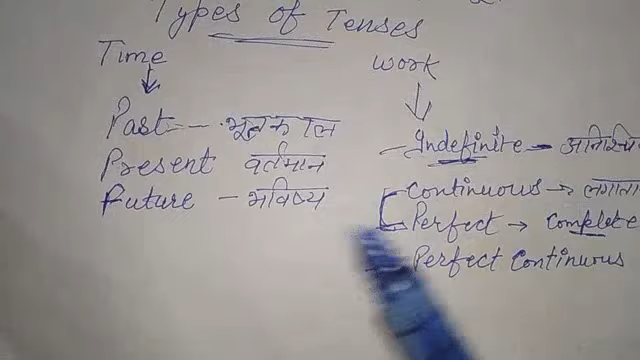 Types of Tenses
Time
work
Past - भूतकाल
Present वर्तमान
Future - भविष्य
- Indefinite -
Continuous →
Perfect → Complete
Perfect Continuous